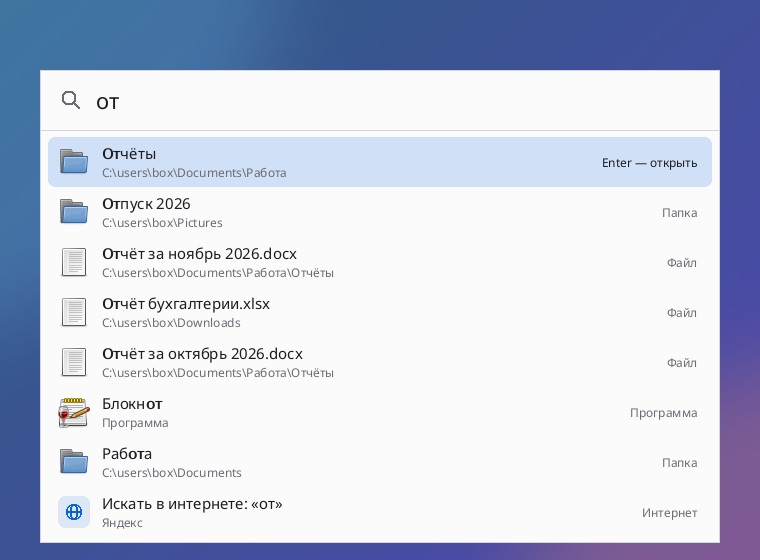 от
Отчёты
C:\users\box\Documents\Работа
Enter — открыть
Отпуск 2026
C:\users\box\Pictures
Папка
Отчёт за ноябрь 2026.docx
C:\users\box\Documents\Работа\Отчёты
Файл
Отчёт бухгалтерии.xlsx
C:\users\box\Downloads
Файл
Отчёт за октябрь 2026.docx
C:\users\box\Documents\Работа\Отчёты
Файл
Блокнот
Программа
Программа
Работа
C:\users\box\Documents
Папка
Искать в интернете: «от»
Яндекс
Интернет